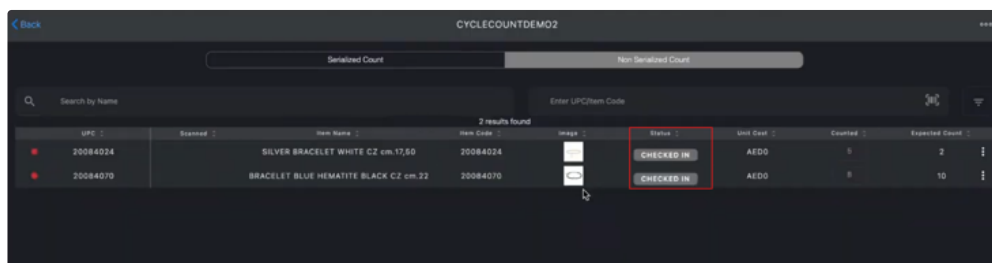 Back
CYCLECOUNTDEMO2
Serialized Count Non Serialized Count
Search by Name Enter UPC/Item Code
2 results found
UPC Scanned Item Name Item Code Image Status Unit Cost Counted Expected Count
20084024 SILVER BRACELET WHITE CZ cm.17,50 20084024 CHECKED IN AED0 2
20084070 BRACELET BLUE HEMATITE BLACK CZ cm.22 20084070 CHECKED IN AED0 10